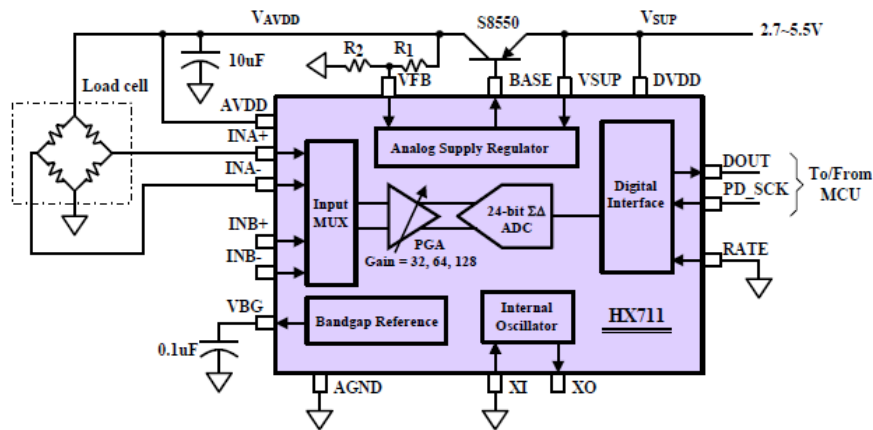 V_AVDD
S8550
V_SUP
2.7~5.5V
10uF
R2
R1
Load cell
VFB
BASE
VSUP
DVDD
AVDD
INA+
INA-
INB+
INB-
VBG
0.1uF
Analog Supply Regulator
Input
MUX
PGA
Gain = 32, 64, 128
24-bit ΣΔ
ADC
Digital
Interface
DOUT
PD_SCK
To/From
MCU
RATE
Bandgap Reference
Internal
Oscillator
HX711
AGND
XI
XO